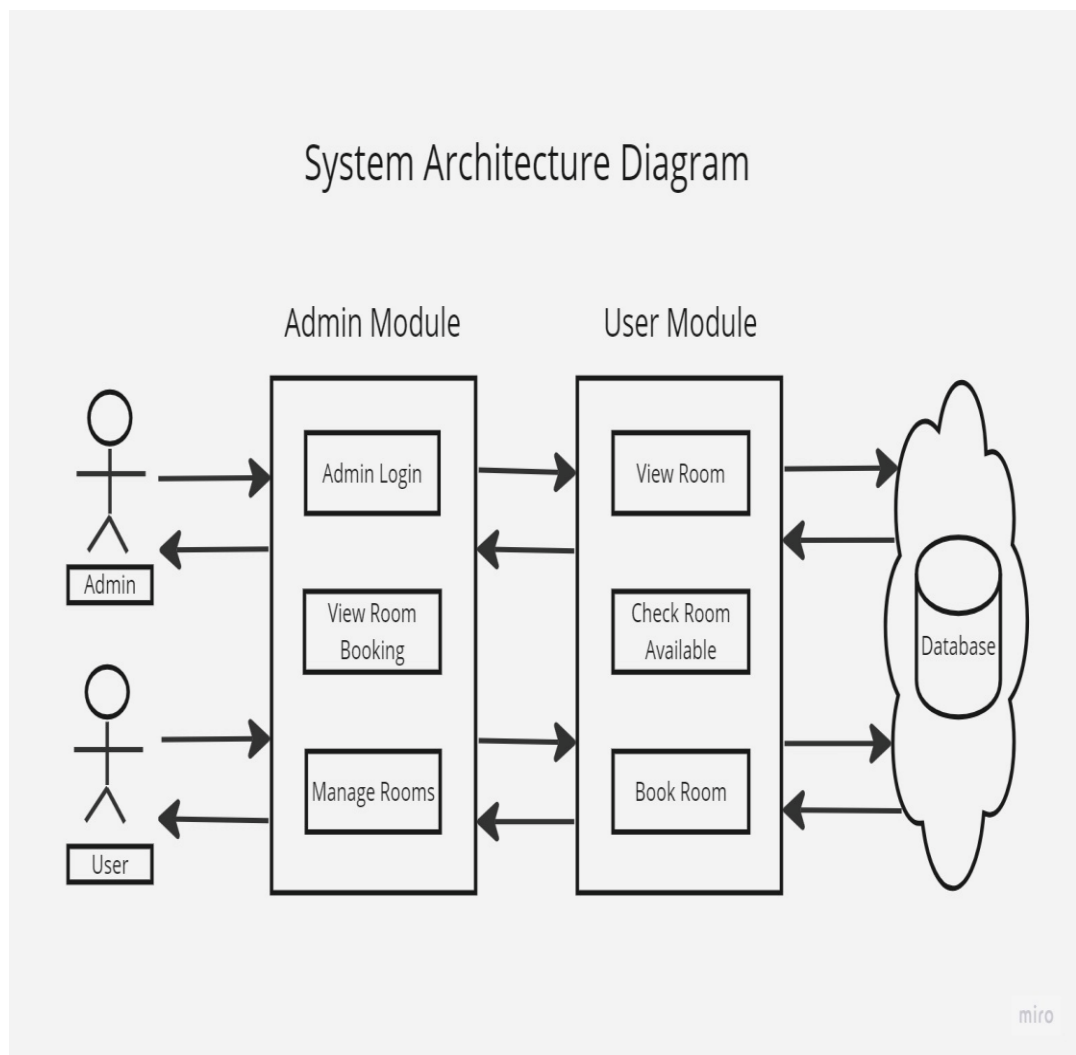 System Architecture Diagram
Admin Module
User Module
Admin Login
View Room
Admin
View Room
Booking
Check Room
Available
Database
Manage Rooms
Book Room
User
miro